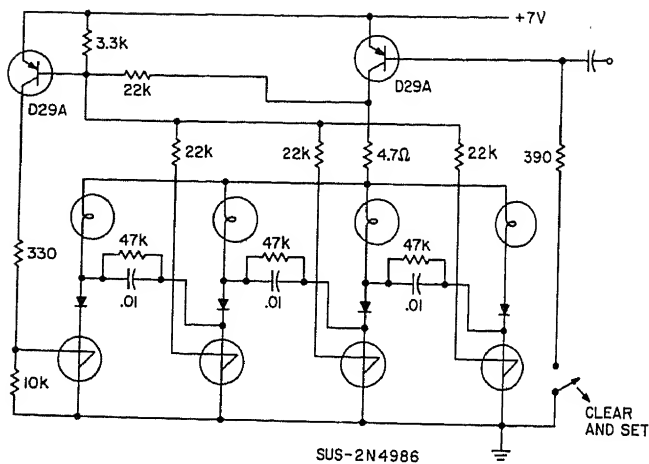 +7V
3.3k
D29A
22k
D29A
22k
22k
4.7Ω
22k
390
330
47k
47k
47k
.01
.01
.01
10k
CLEAR
AND SET
SUS-2N4986